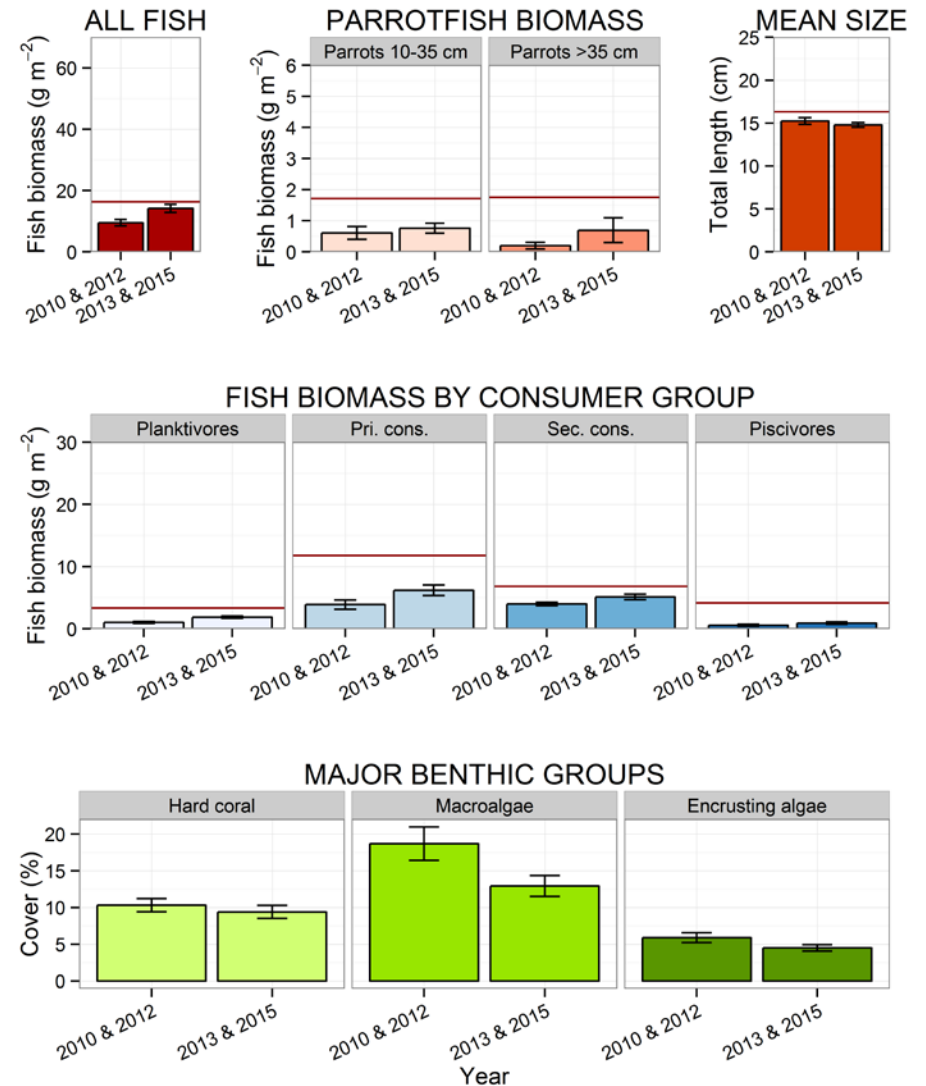 ALL FISH
Fish biomass (g m⁻²)
60
40
20
0
2010 & 2012
2013 & 2015
PARROTFISH BIOMASS
Parrots 10-35 cm
Parrots >35 cm
Fish biomass (g m⁻²)
6
5
4
3
2
1
0
2010 & 2012
2013 & 2015
2010 & 2012
2013 & 2015
MEAN SIZE
Total length (cm)
25
20
15
10
5
0
2010 & 2012
2013 & 2015
FISH BIOMASS BY CONSUMER GROUP
Planktivores
Pri. cons.
Sec. cons.
Piscivores
Fish biomass (g m⁻²)
30
20
10
0
2010 & 2012
2013 & 2015
2010 & 2012
2013 & 2015
2010 & 2012
2013 & 2015
2010 & 2012
2013 & 2015
MAJOR BENTHIC GROUPS
Hard coral
Macroalgae
Encrusting algae
Cover (%)
20
15
10
5
0
2010 & 2012
2013 & 2015
2010 & 2012
2013 & 2015
2010 & 2012
2013 & 2015
Year